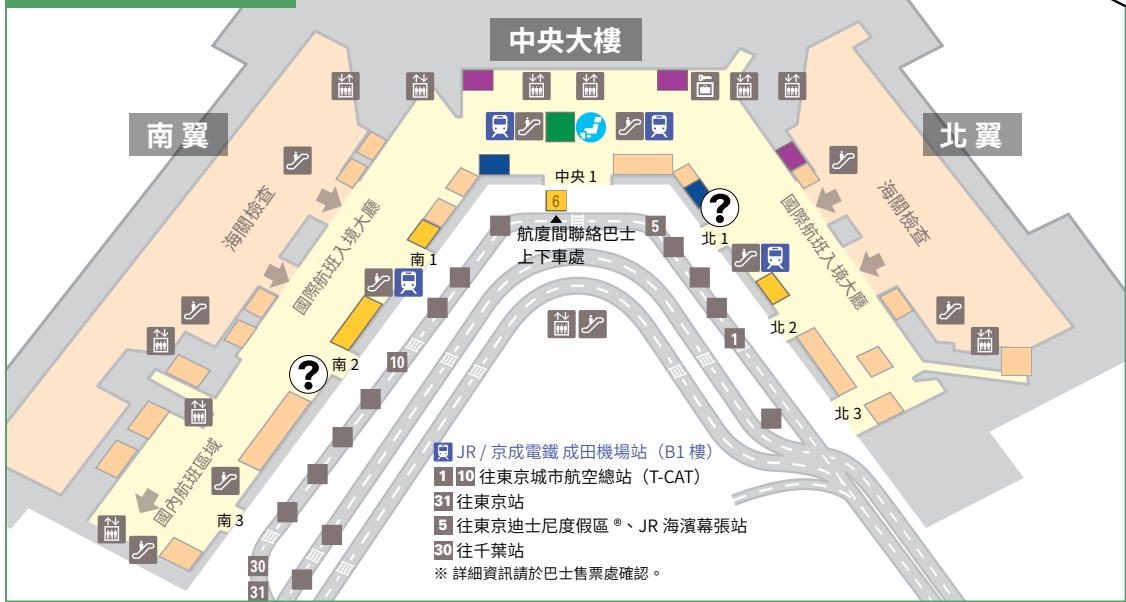 中央大樓
南翼
北翼
海關檢查
國際航班入境大廳
中央 1
6
航廈間聯絡巴士
上下車處
5
?
北 1
國際航班入境大廳
海關檢查
南 1
北 2
1
南 2
10
?
北 3
國內航班區域
南 3
30
31
JR / 京成電鐵 成田機場站（B1 樓）
1 10 往東京城市航空總站（T-CAT）
31 往東京站
5 往東京迪士尼度假區 ®、JR 海濱幕張站
30 往千葉站
※ 詳細資訊請於巴士售票處確認。